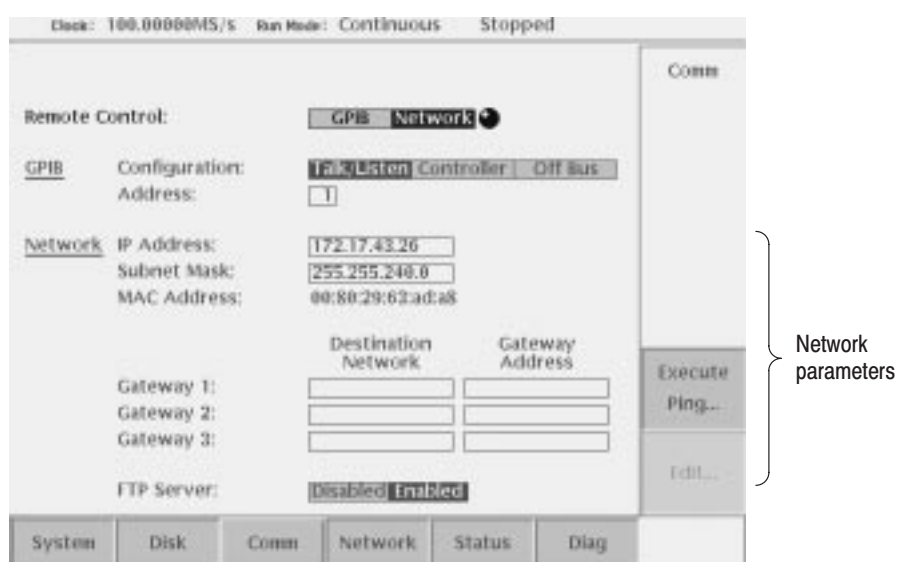 Clock: 100.00000MS/s Run Mode: Continuous Stopped
Comm
Remote Control: GPIB Network
GPIB Configuration: Talk/Listen Controller Off Bus
Address: 1
Network IP Address: 172.17.43.26
Subnet Mask: 255.255.240.0
MAC Address: 00:80:29:63:ad:a8
Destination Network Gateway Address
Gateway 1:
Gateway 2:
Gateway 3:
FTP Server: Disabled Enabled
Execute
Ping...
Edit...
Network
parameters
System Disk Comm Network Status Diag